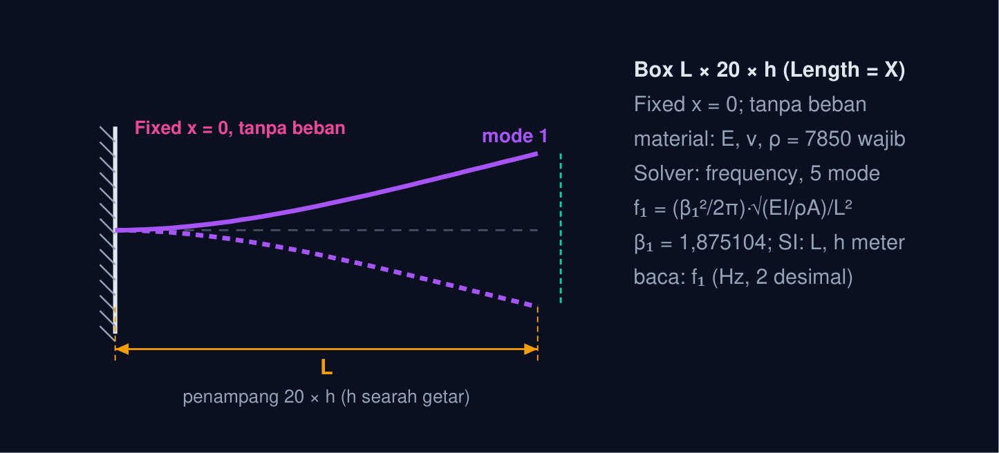 Fixed x = 0, tanpa beban
mode 1
L
penampang 20 × h (h searah getar)
Box L × 20 × h (Length = X)
Fixed x = 0; tanpa beban
material: E, ν, ρ = 7850 wajib
Solver: frequency, 5 mode
f₁ = (β₁²/2π)·√(EI/ρA)/L²
β₁ = 1,875104; SI: L, h meter
baca: f₁ (Hz, 2 desimal)